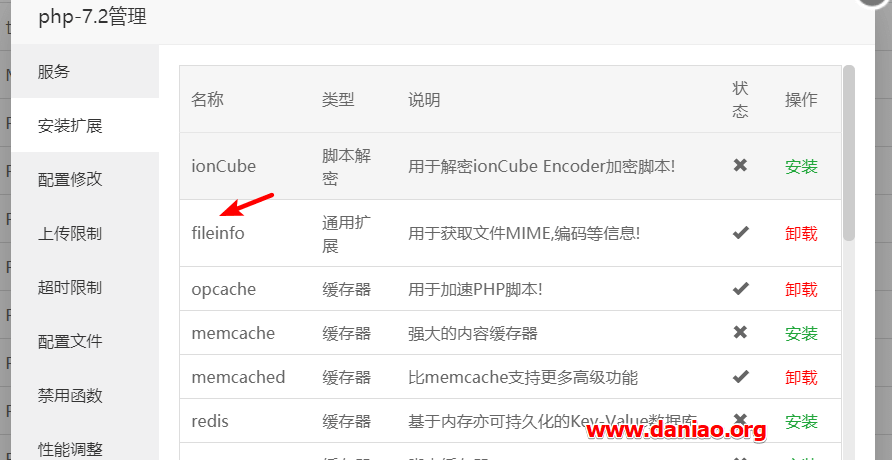 php-7.2管理
服务
安装扩展
配置修改
上传限制
超时限制
配置文件
禁用函数
性能调整
名称 类型 说明 状态 操作
ionCube 脚本解密 用于解密ionCube Encoder加密脚本! 安装
fileinfo 通用扩展 用于获取文件MIME,编码等信息! 卸载
opcache 缓存器 用于加速PHP脚本! 卸载
memcache 缓存器 强大的内容缓存器 安装
memcached 缓存器 比memcache支持更多高级功能 卸载
redis 缓存器 基于内存亦可持久化的Key-Value数据库 安装
www.daniao.org